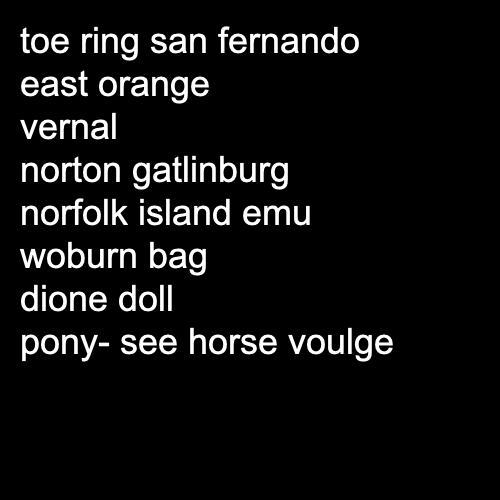 toe ring san fernando
east orange
vernal
norton gatlinburg
norfolk island emu
woburn bag
dione doll
pony- see horse voulge